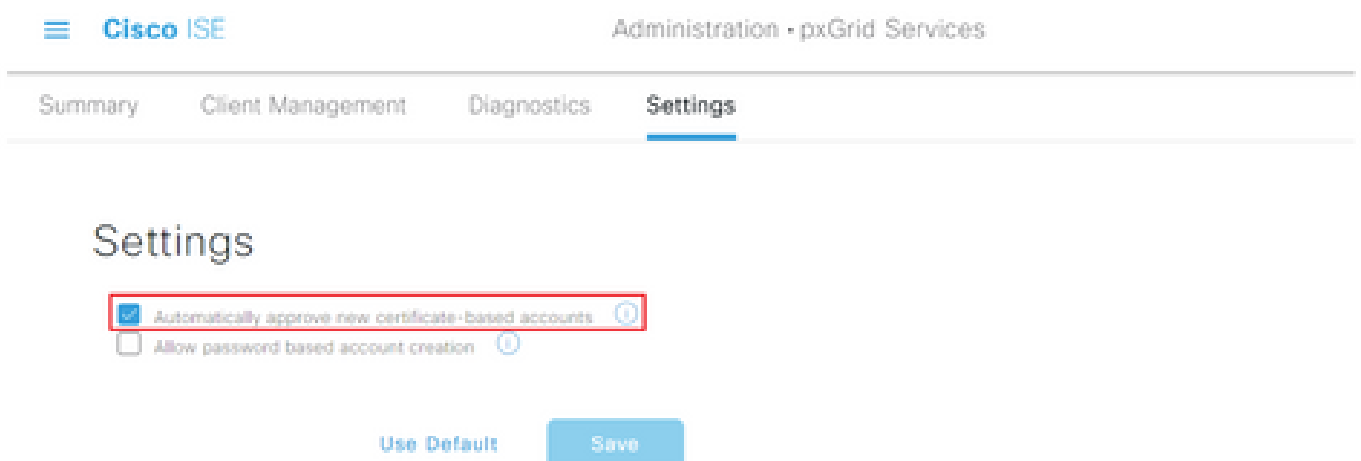 Cisco ISE
Administration • pxGrid Services
Summary
Client Management
Diagnostics
Settings
Settings
Automatically approve new certificate-based accounts
Allow password based account creation
Use Default
Save